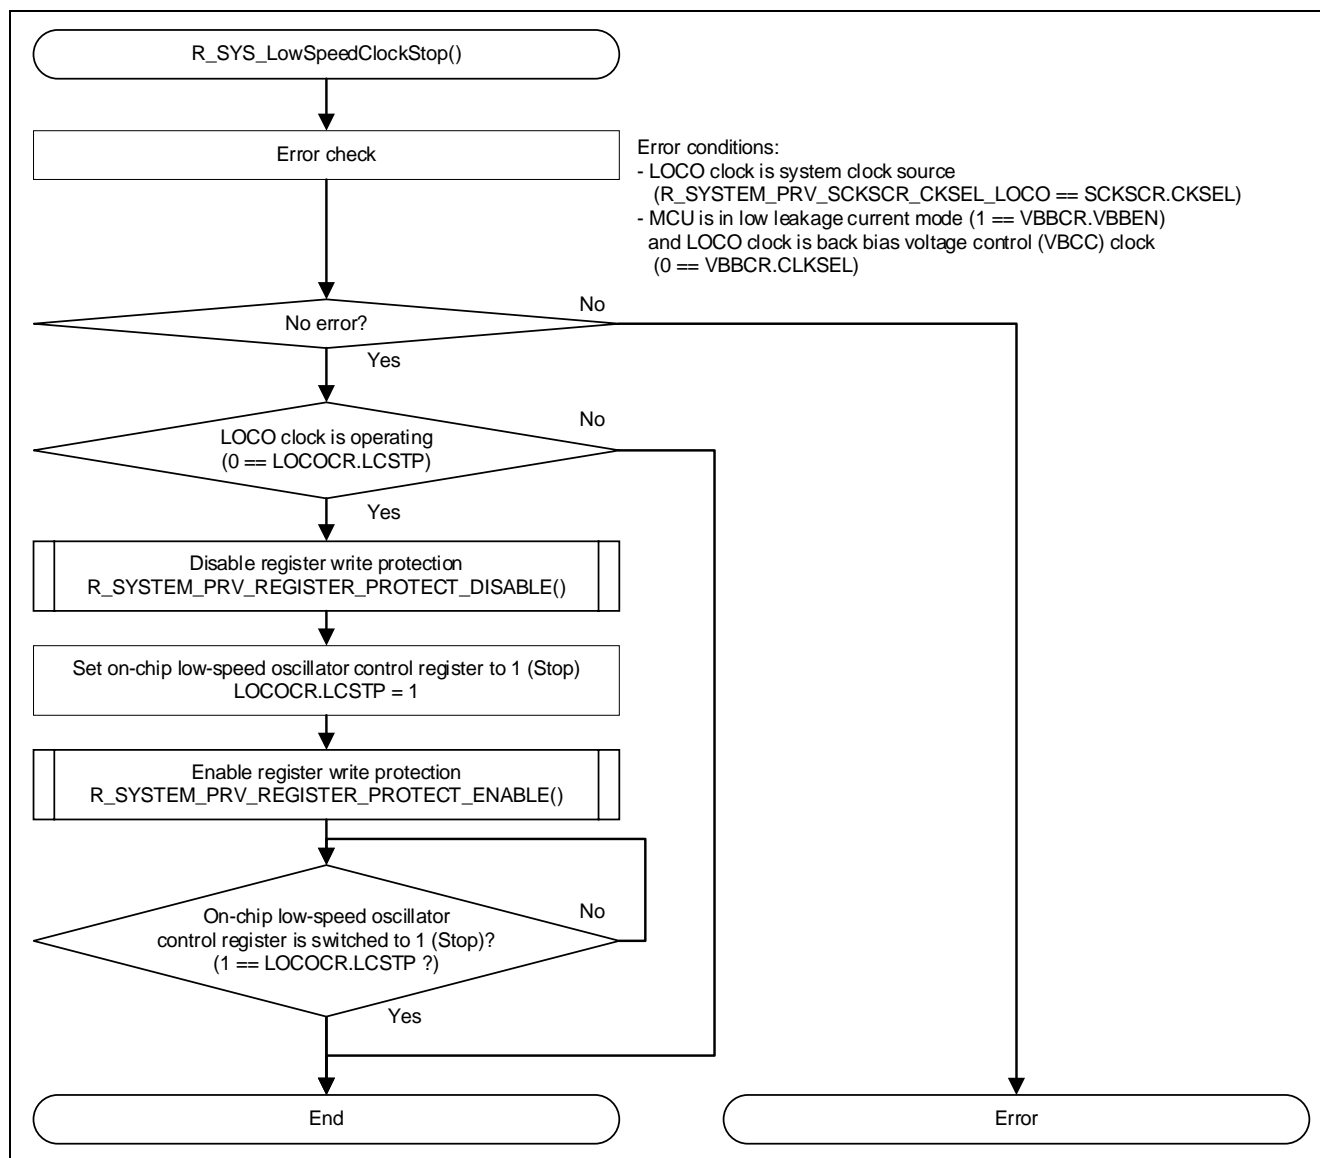 R_SYS_LowSpeedClockStop()
Error check
Error conditions:
- LOCO clock is system clock source
(R_SYSTEM_PRV_SCKSCR_CKSEL_LOCO == SCKSCR.CKSEL)
- MCU is in low leakage current mode (1 == VBBCR.VBBEN)
and LOCO clock is back bias voltage control (VBCC) clock
(0 == VBBCR.CLKSEL)
No error?
No
Yes
LOCO clock is operating
(0 == LOCOCR.LCSTP)
No
Yes
Disable register write protection
R_SYSTEM_PRV_REGISTER_PROTECT_DISABLE()
Set on-chip low-speed oscillator control register to 1 (Stop)
LOCOCR.LCSTP = 1
Enable register write protection
R_SYSTEM_PRV_REGISTER_PROTECT_ENABLE()
On-chip low-speed oscillator
control register is switched to 1 (Stop)?
(1 == LOCOCR.LCSTP ?)
No
Yes
End
Error